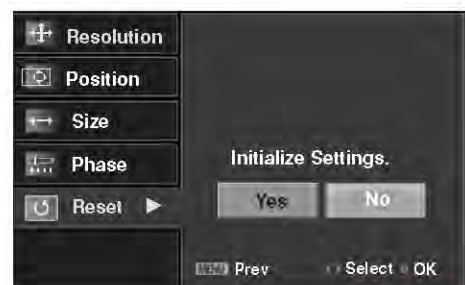 Resolution
Position
Size
Phase
Reset
Initialize Settings.
Yes
No
MENU Prev
Select
OK